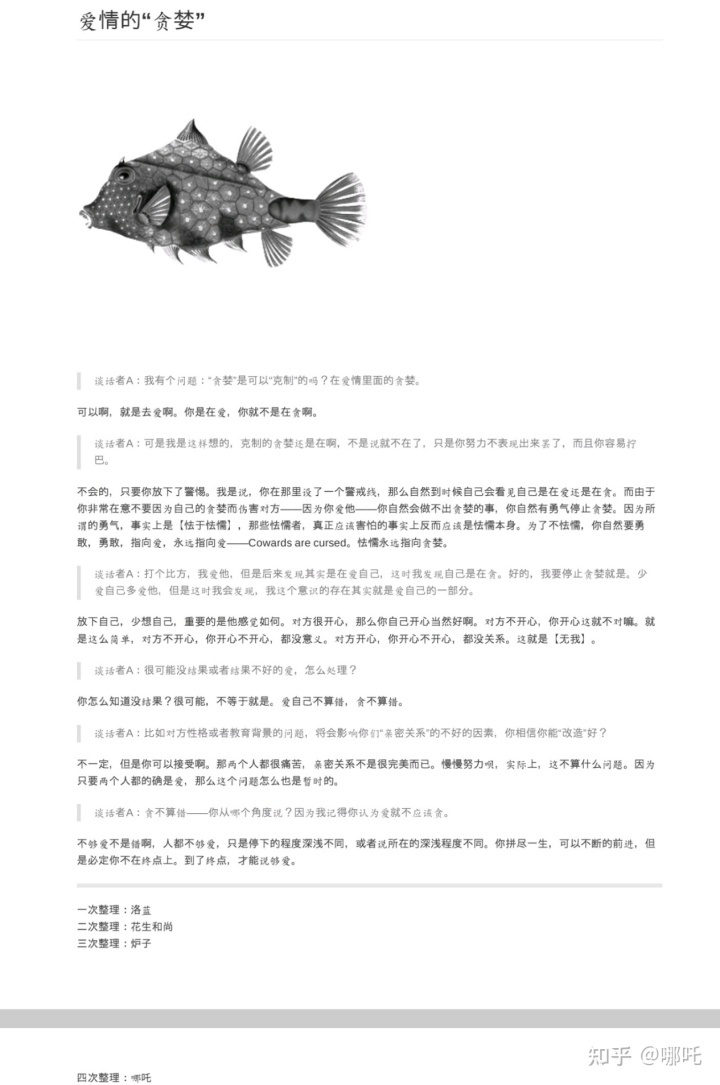 爱情的“贪婪”
谈话者A：我有个问题：“贪婪”是可以“克制”的吗？在爱情里面的贪婪。
可以啊，就是去爱啊。你是在爱，你就不是在贪啊。
谈话者A：可是我是这样想的，克制的贪婪还是在啊，不是说就不在了，只是你努力不表现出来罢了，而且你容易拧
巴。
不会的，只要你放下了警惕。我是说，你在那里设了一个警戒线，那么自然到时候自己会看见自己是在爱还是在贪。而由于
你非常在意不要因为自己的贪婪而伤害对方——因为你爱他——你自然会做不出贪婪的事，你自然有勇气停止贪婪。因为所
谓的勇气，事实上是【怯于怯懦】，那些怯懦者，真正应该害怕的事实上反而应该是怯懦本身。为了不怯懦，你自然要勇
敢，勇敢，指向爱，永远指向爱——Cowards are cursed。怯懦永远指向贪婪。
谈话者A：打个比方，我爱他，但是后来发现其实是在爱自己，这时我发现自己是在贪。好的，我要停止贪婪就是。少
爱自己多爱他，但是这时我会发现，我这个意识的存在其实就是爱自己的一部分。
放下自己，少想自己，重要的是他感觉如何。对方很开心，那么你自己开心当然好啊。对方不开心，你开心这就不对嘛。就
是这么简单，对方不开心，你开心不开心，都没意义。对方开心，你开心不开心，都没关系。这就是【无我】。
谈话者A：很可能没结果或者结果不好的爱，怎么处理？
你怎么知道没结果？很可能，不等于就是。爱自己不算错，贪不算错。
谈话者A：比如对方性格或者教育背景的问题，将会影响你们“亲密关系”的不好的因素，你相信你能“改造”好？
不一定，但是你可以接受啊。那两个人都很痛苦，亲密关系不是很完美而已。慢慢努力呗，实际上，这不算什么问题。因为
只要两个人都的确是爱，那么这个问题怎么也是暂时的。
谈话者A：贪不算错——你从哪个角度说？因为我记得你认为爱就不应该贪。
不够爱不是错啊，人都不够爱，只是停下的程度深浅不同，或者说所在的深浅程度不同。你拼尽一生，可以不断的前进，但
是必定你不在终点上。到了终点，才能说够爱。
一次整理：洛蓝
二次整理：花生和尚
三次整理：炉子
知乎 @哪吒
四次整理：哪吒